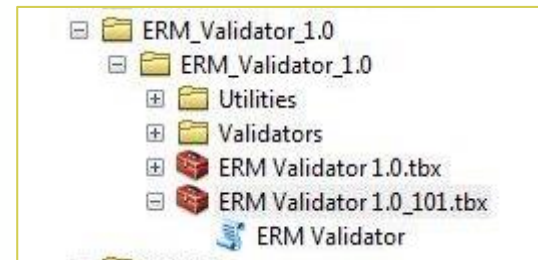 ERM_Validator_1.0
ERM_Validator_1.0
Utilities
Validators
ERM Validator 1.0.tbx
ERM Validator 1.0_101.tbx
ERM Validator